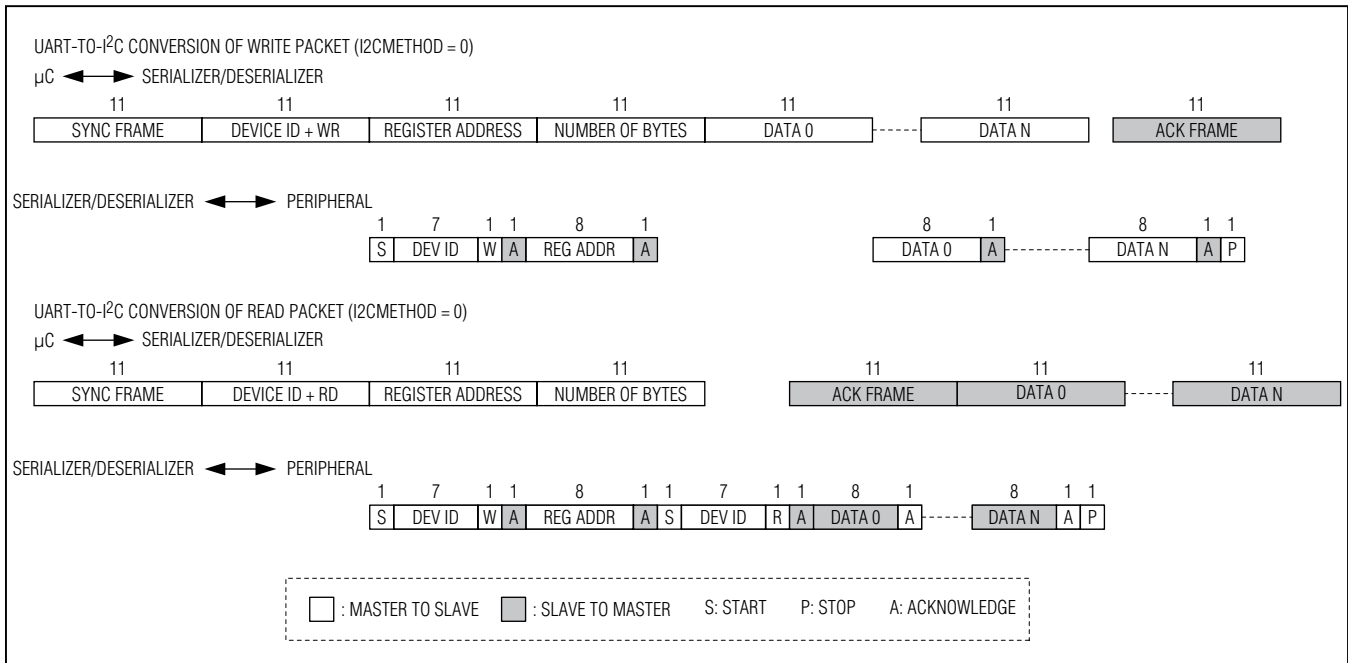 UART-TO-I2C CONVERSION OF WRITE PACKET (I2CMETHOD = 0)
µC SERIALIZER/DESERIALIZER
11 11 11 11 11 11 11
SYNC FRAME DEVICE ID + WR REGISTER ADDRESS NUMBER OF BYTES DATA 0 DATA N ACK FRAME
SERIALIZER/DESERIALIZER PERIPHERAL
1 7 1 1 8 1 8 1 8 1 1
S DEV ID W A REG ADDR A DATA 0 A DATA N A P
UART-TO-I2C CONVERSION OF READ PACKET (I2CMETHOD = 0)
µC SERIALIZER/DESERIALIZER
11 11 11 11 11 11 11
SYNC FRAME DEVICE ID + RD REGISTER ADDRESS NUMBER OF BYTES ACK FRAME DATA 0 DATA N
SERIALIZER/DESERIALIZER PERIPHERAL
1 7 1 1 8 1 1 7 1 1 8 1 8 1 1
S DEV ID W A REG ADDR A S DEV ID R A DATA 0 A DATA N A P
: MASTER TO SLAVE : SLAVE TO MASTER S: START P: STOP A: ACKNOWLEDGE